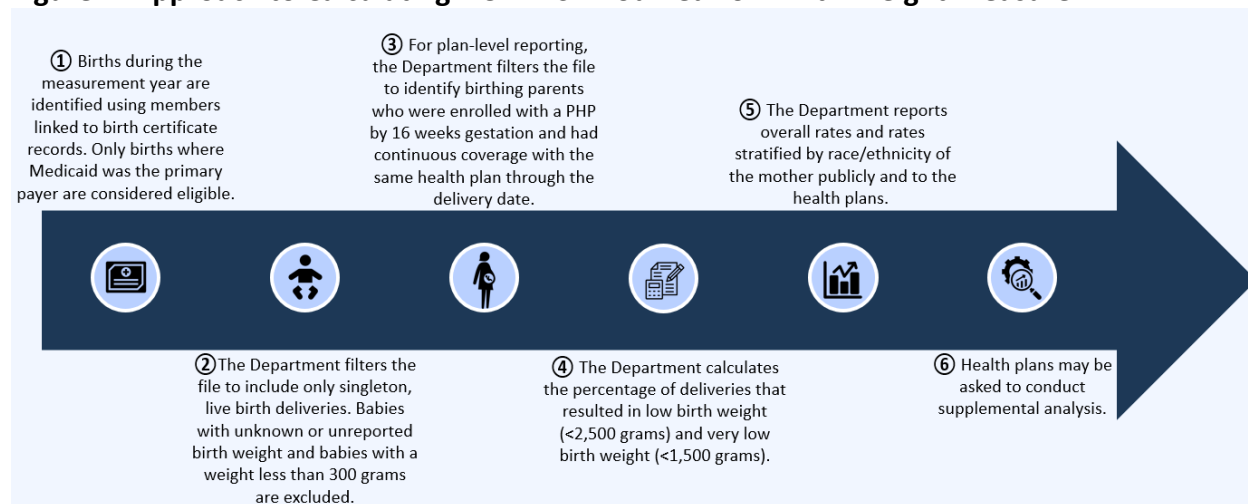 ① Births during the
measurement year are
identified using members
linked to birth certificate
records. Only births where
Medicaid was the primary
payer are considered eligible.
②The Department filters the
file to include only singleton,
live birth deliveries. Babies
with unknown or unreported
birth weight and babies with a
weight less than 300 grams
are excluded.
③ For plan-level reporting,
the Department filters the file
to identify birthing parents
who were enrolled with a PHP
by 16 weeks gestation and had
continuous coverage with the
same health plan through the
delivery date.
④ The Department calculates
the percentage of deliveries that
resulted in low birth weight
(<2,500 grams) and very low
birth weight (<1,500 grams).
⑤ The Department reports
overall rates and rates
stratified by race/ethnicity of
the mother publicly and to the
health plans.
⑥ Health plans may be
asked to conduct
supplemental analysis.